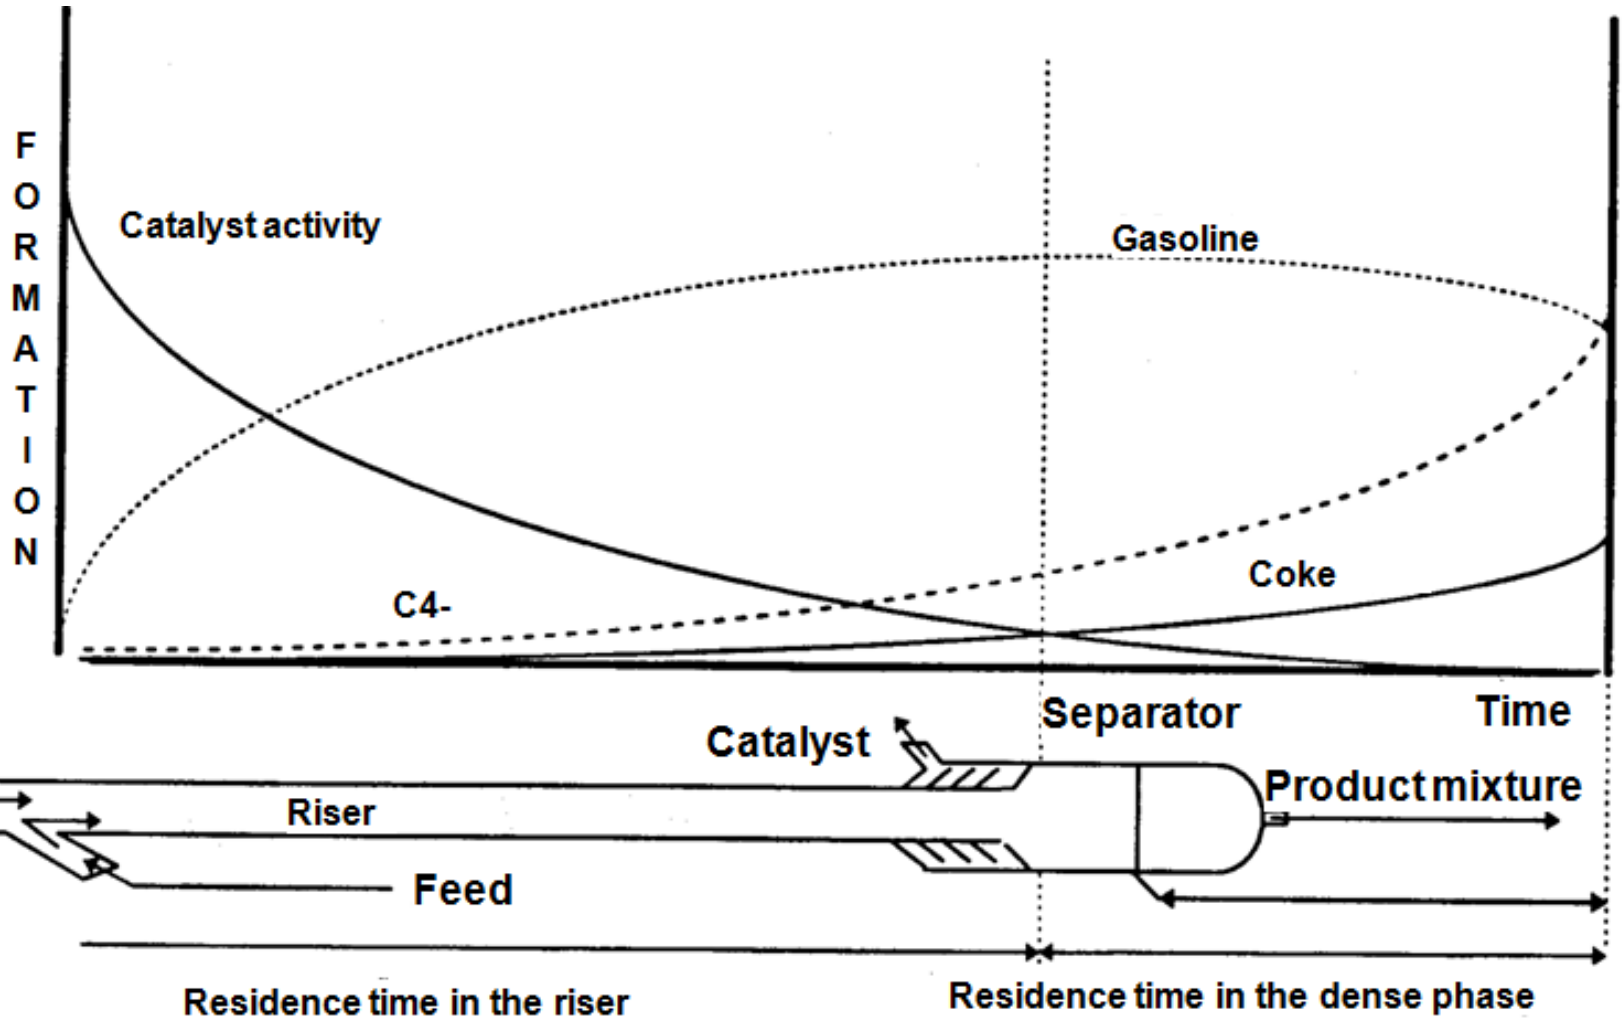 FORMATION
Catalyst activity
Gasoline
C4-
Coke
Separator
Time
Catalyst
Product mixture
Riser
Feed
Residence time in the riser
Residence time in the dense phase